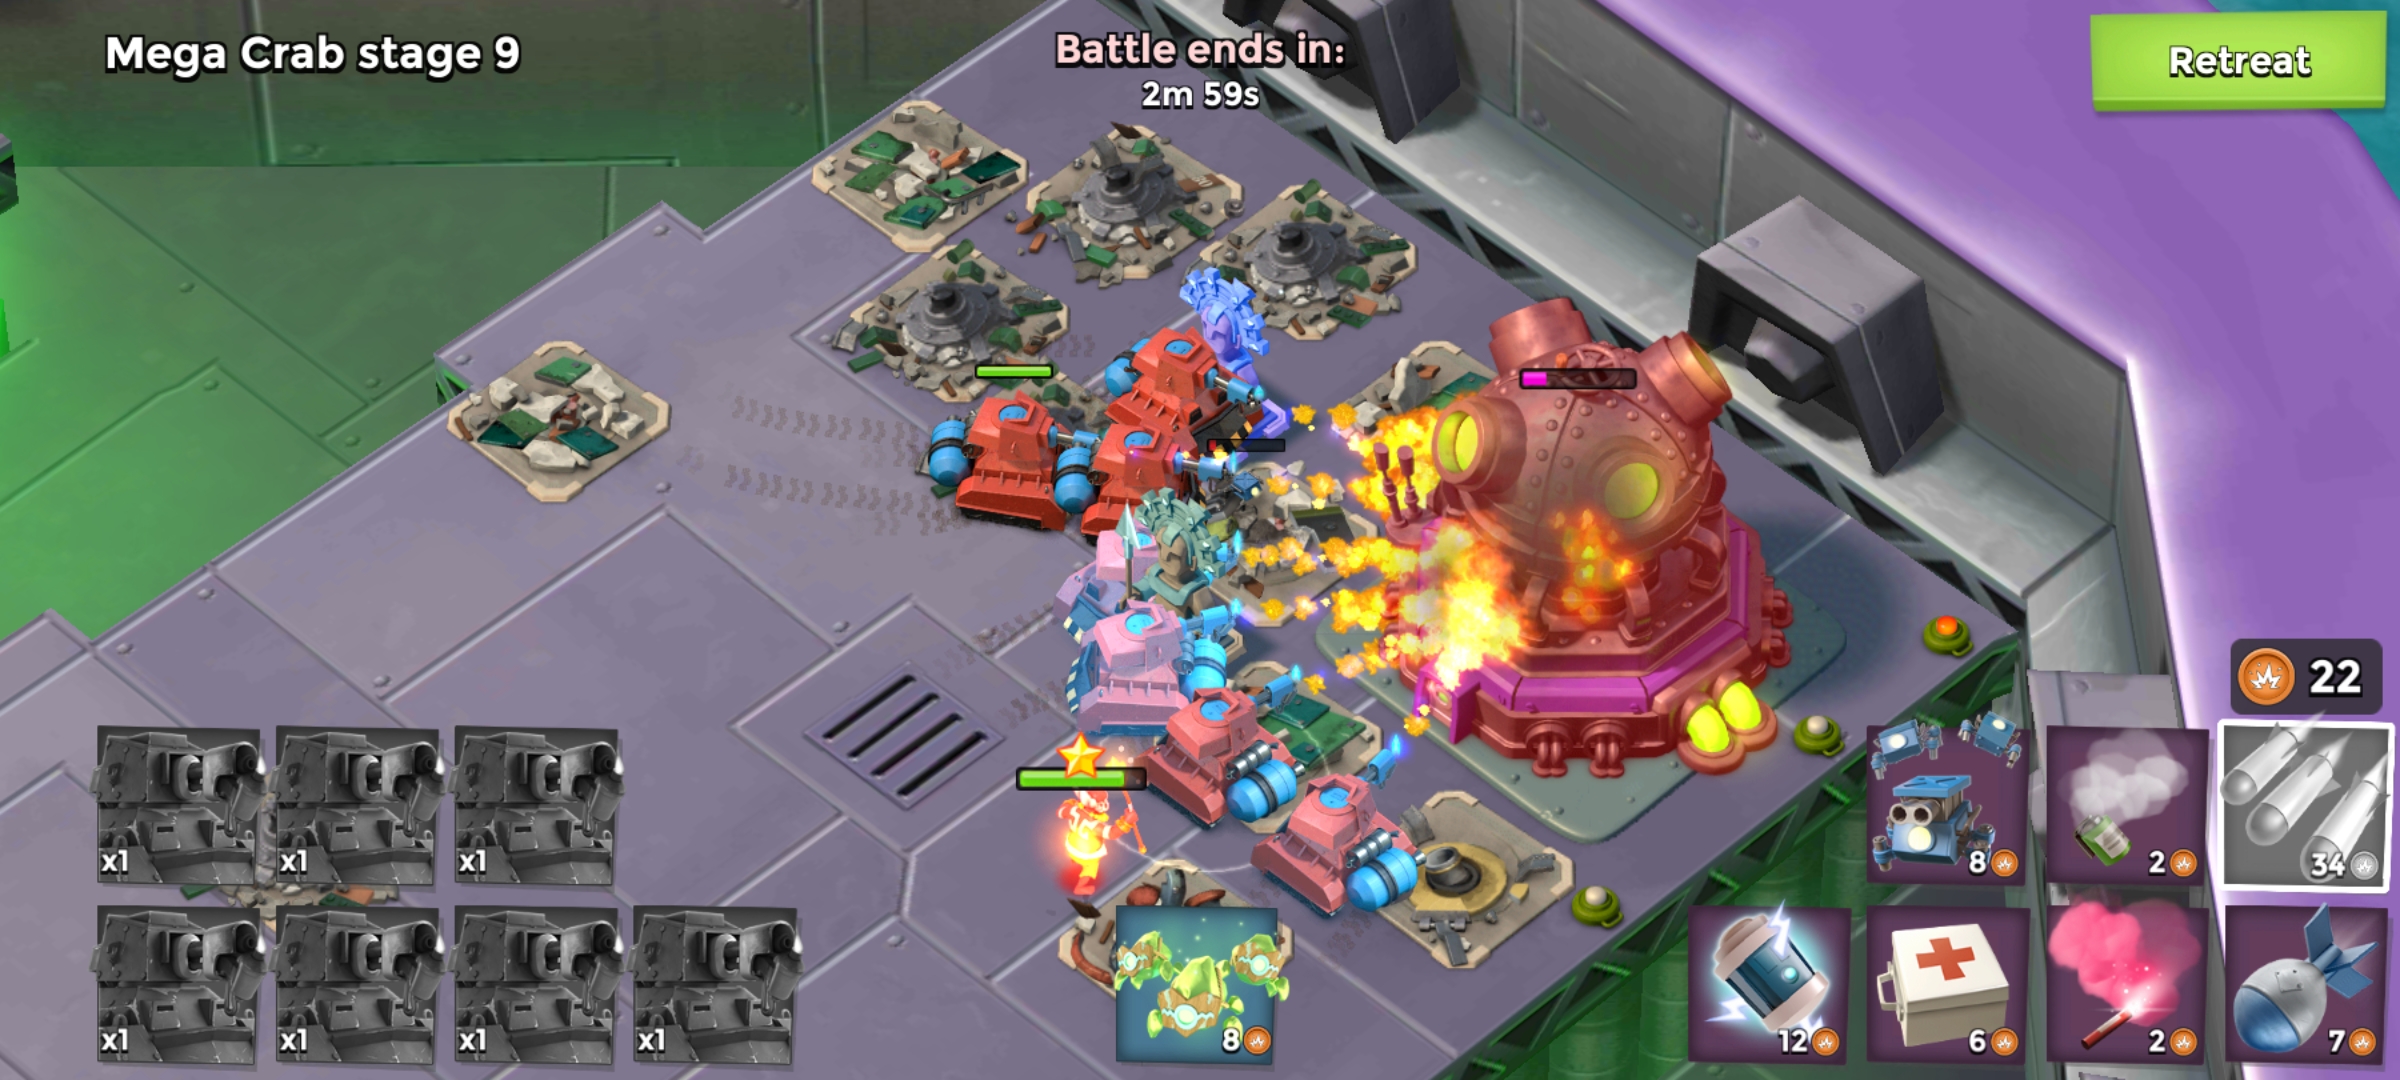 Mega Crab stage 9
Battle ends in:
2m 59s
Retreat
22
x1
x1
x1
8
2
34
x1
x1
x1
x1
8
12
6
2
7